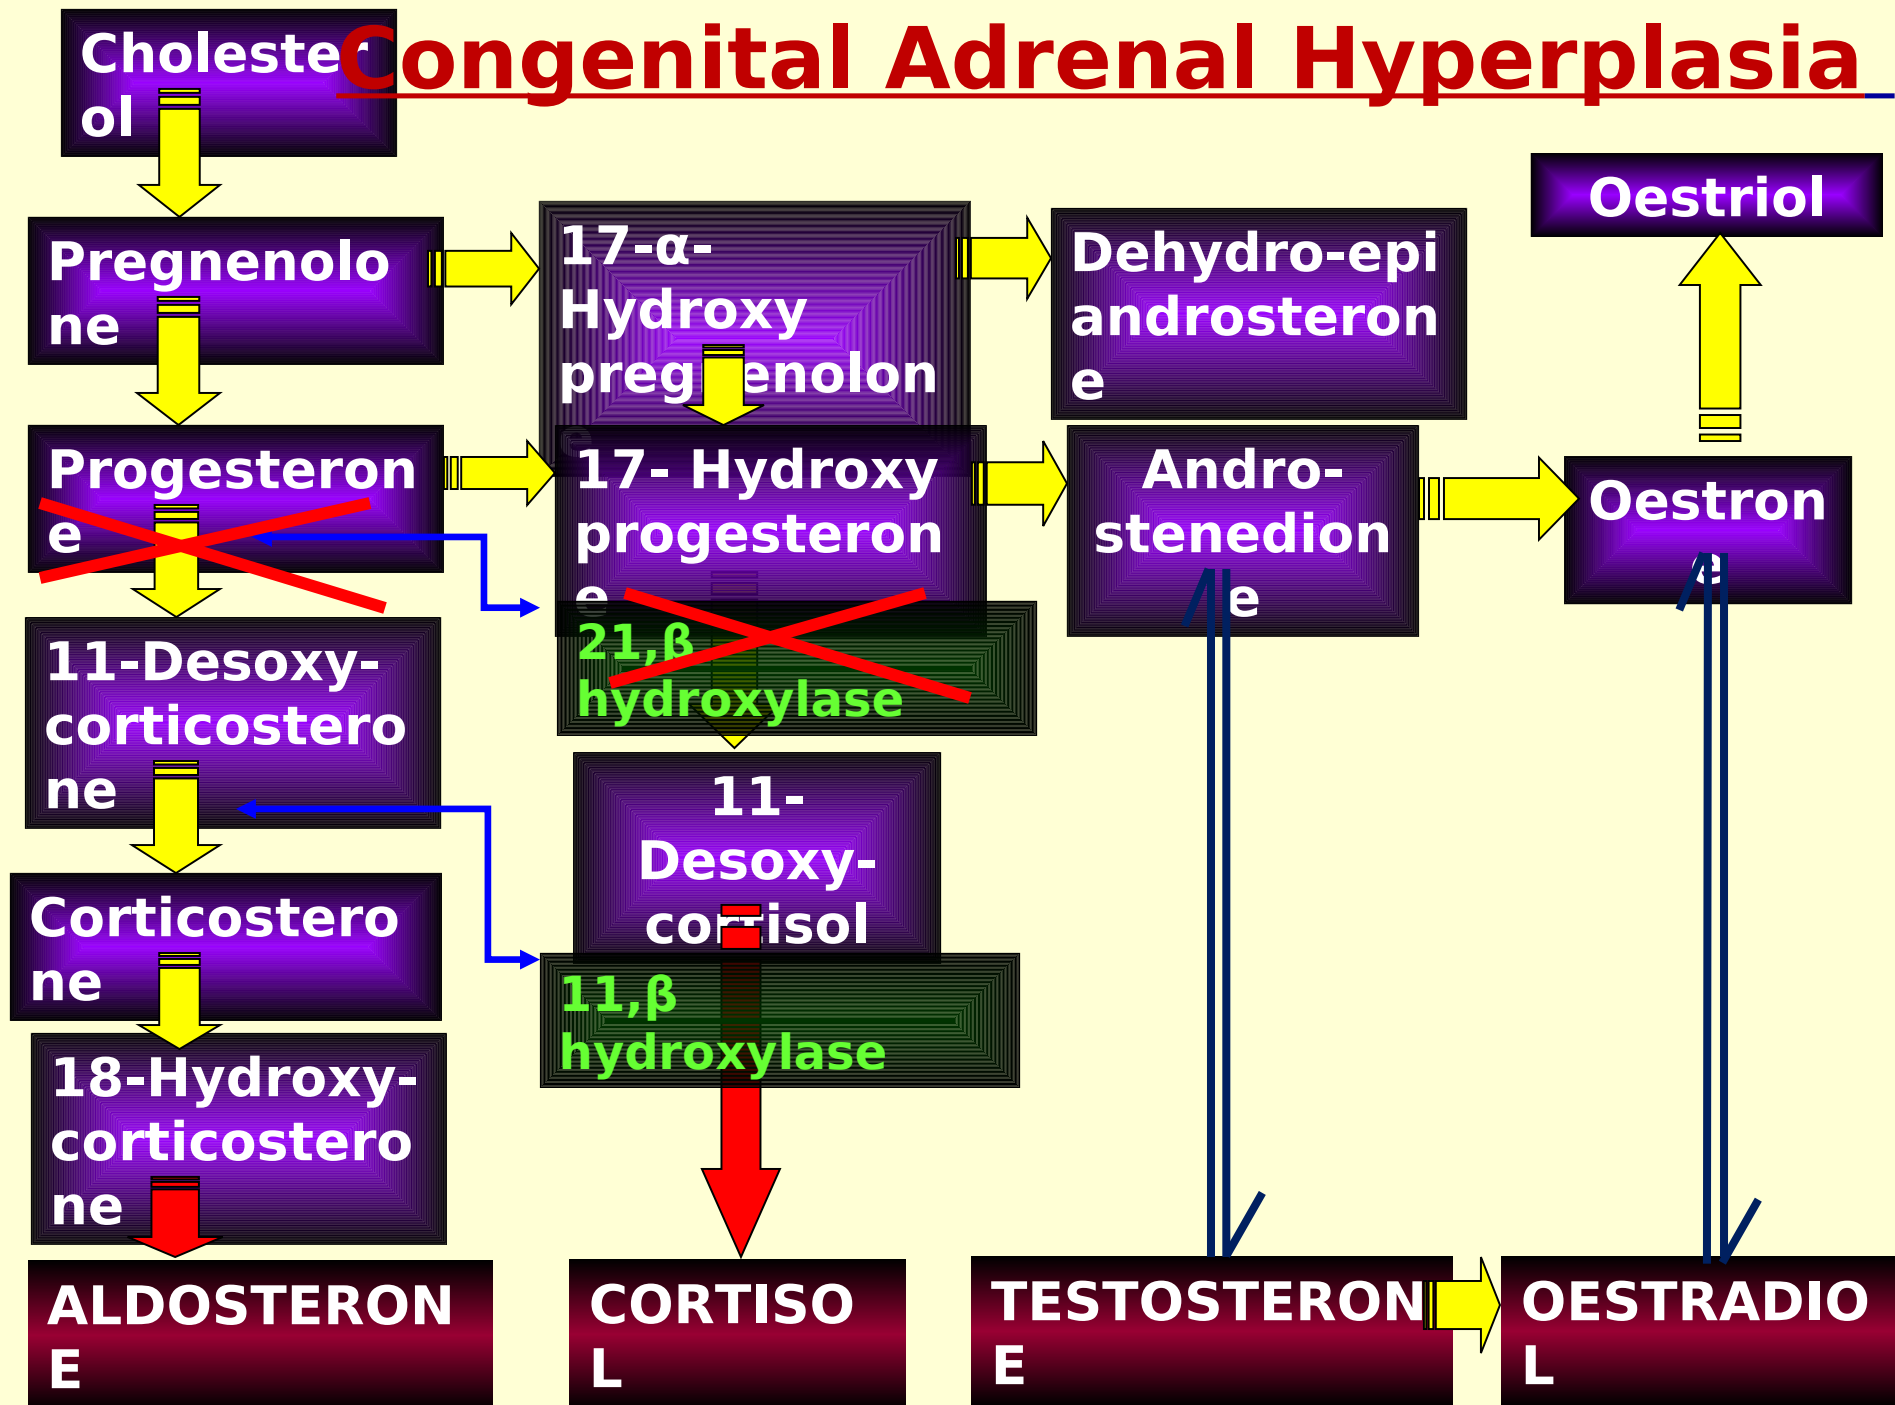 Congenital Adrenal Hyperplasia
Cholester
ol
Oestriol
Pregnenolo
ne
17-α-
Hydroxy
pregnenolon
e
Dehydro-epi
androsteron
e
Progesteron
e
17- Hydroxy
progesteron
e
Andro-
stenedion
e
Oestron
e
21,β
hydroxylase
11-Desoxy-
corticostero
ne
11-
Desoxy-
cortisol
Corticostero
ne
11,β
hydroxylase
18-Hydroxy-
corticostero
ne
ALDOSTERON
E
CORTISO
L
TESTOSTERON
E
OESTRADIO
L